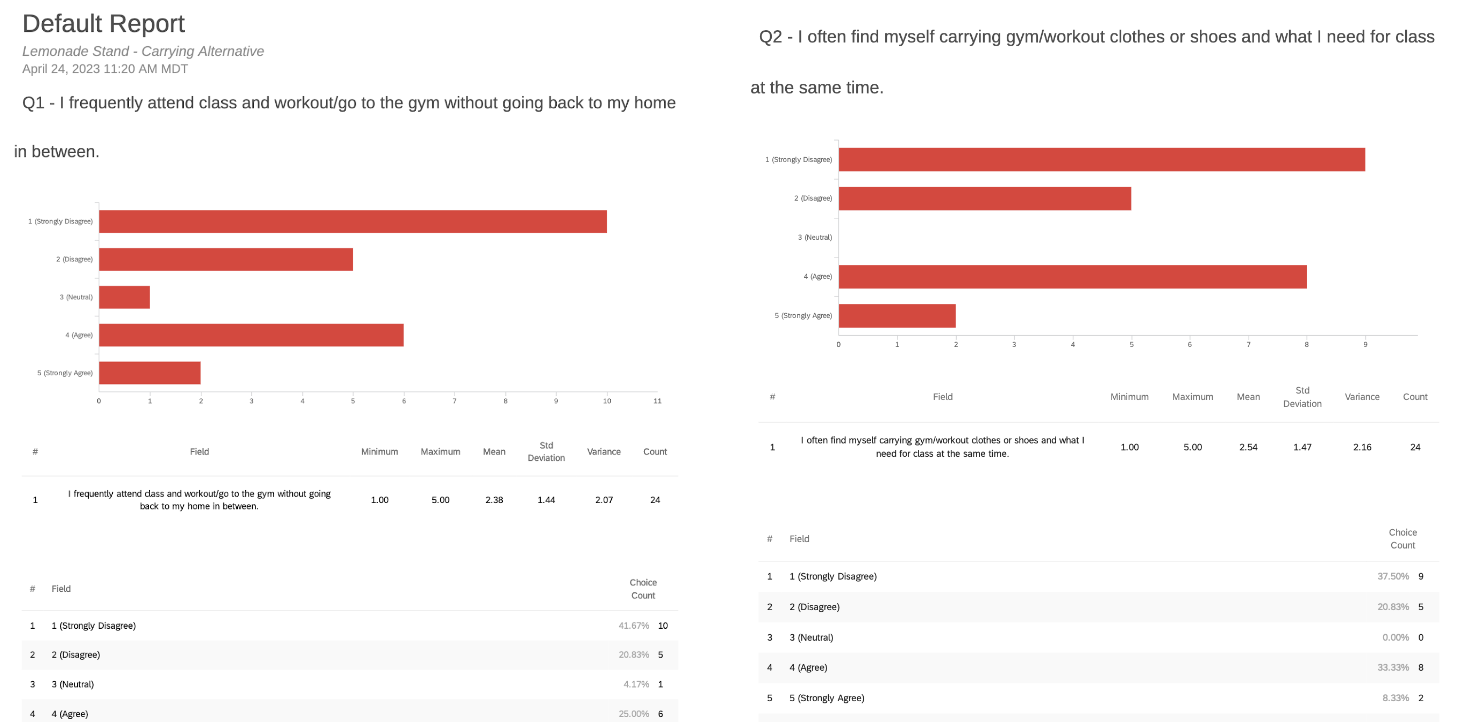 Default Report
Lemonade Stand - Carrying Alternative
April 24, 2023 11:20 AM MDT
Q1 - I frequently attend class and workout/go to the gym without going back to my home
in between.
1 (Strongly Disagree)
2 (Disagree)
3 (Neutral)
4 (Agree)
5 (Strongly Agree)
0 1 2 3 4 5 6 7 8 9 10 11
# Field Minimum Maximum Mean Std Deviation Variance Count
1 I frequently attend class and workout/go to the gym without going
back to my home in between. 1.00 5.00 2.38 1.44 2.07 24
# Field Choice
Count
1 1 (Strongly Disagree) 41.67% 10
2 2 (Disagree) 20.83% 5
3 3 (Neutral) 4.17% 1
4 4 (Agree) 25.00% 6
Q2 - I often find myself carrying gym/workout clothes or shoes and what I need for class
at the same time.
1 (Strongly Disagree)
2 (Disagree)
3 (Neutral)
4 (Agree)
5 (Strongly Agree)
0 1 2 3 4 5 6 7 8 9
# Field Minimum Maximum Mean Std Deviation Variance Count
1 I often find myself carrying gym/workout clothes or shoes and what I
need for class at the same time. 1.00 5.00 2.54 1.47 2.16 24
# Field Choice
Count
1 1 (Strongly Disagree) 37.50% 9
2 2 (Disagree) 20.83% 5
3 3 (Neutral) 0.00% 0
4 4 (Agree) 33.33% 8
5 5 (Strongly Agree) 8.33% 2